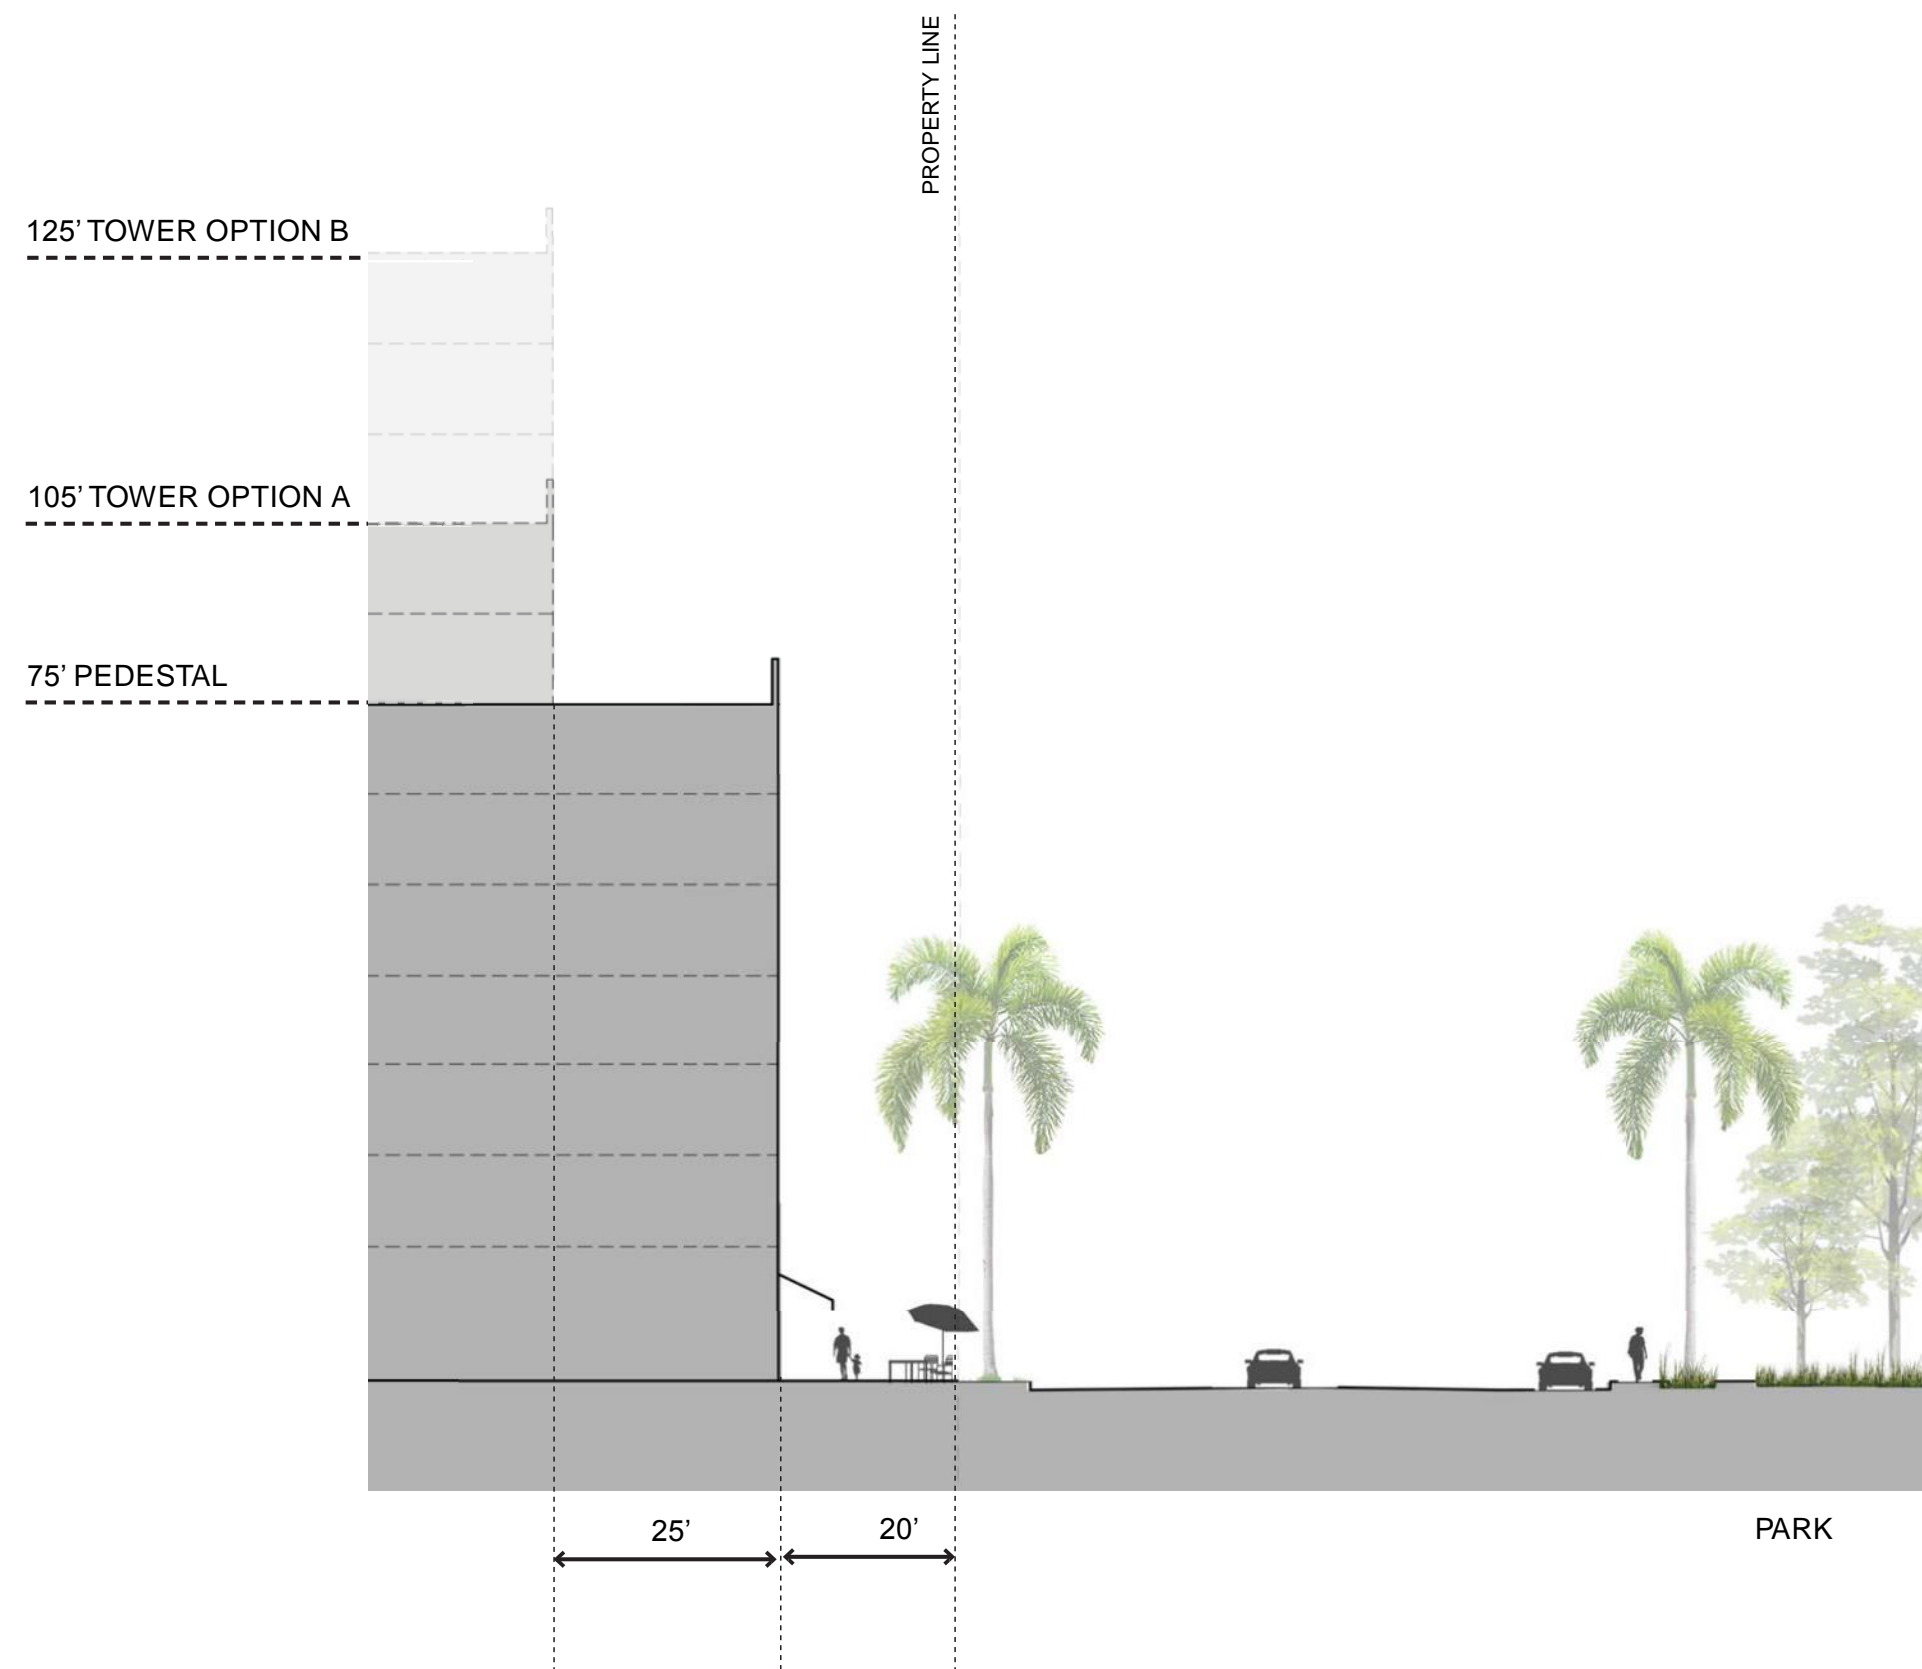 PROPERTY LINE
125’ TOWER OPTION B
105’ TOWER OPTION A
75’ PEDESTAL
25’
20’
PARK